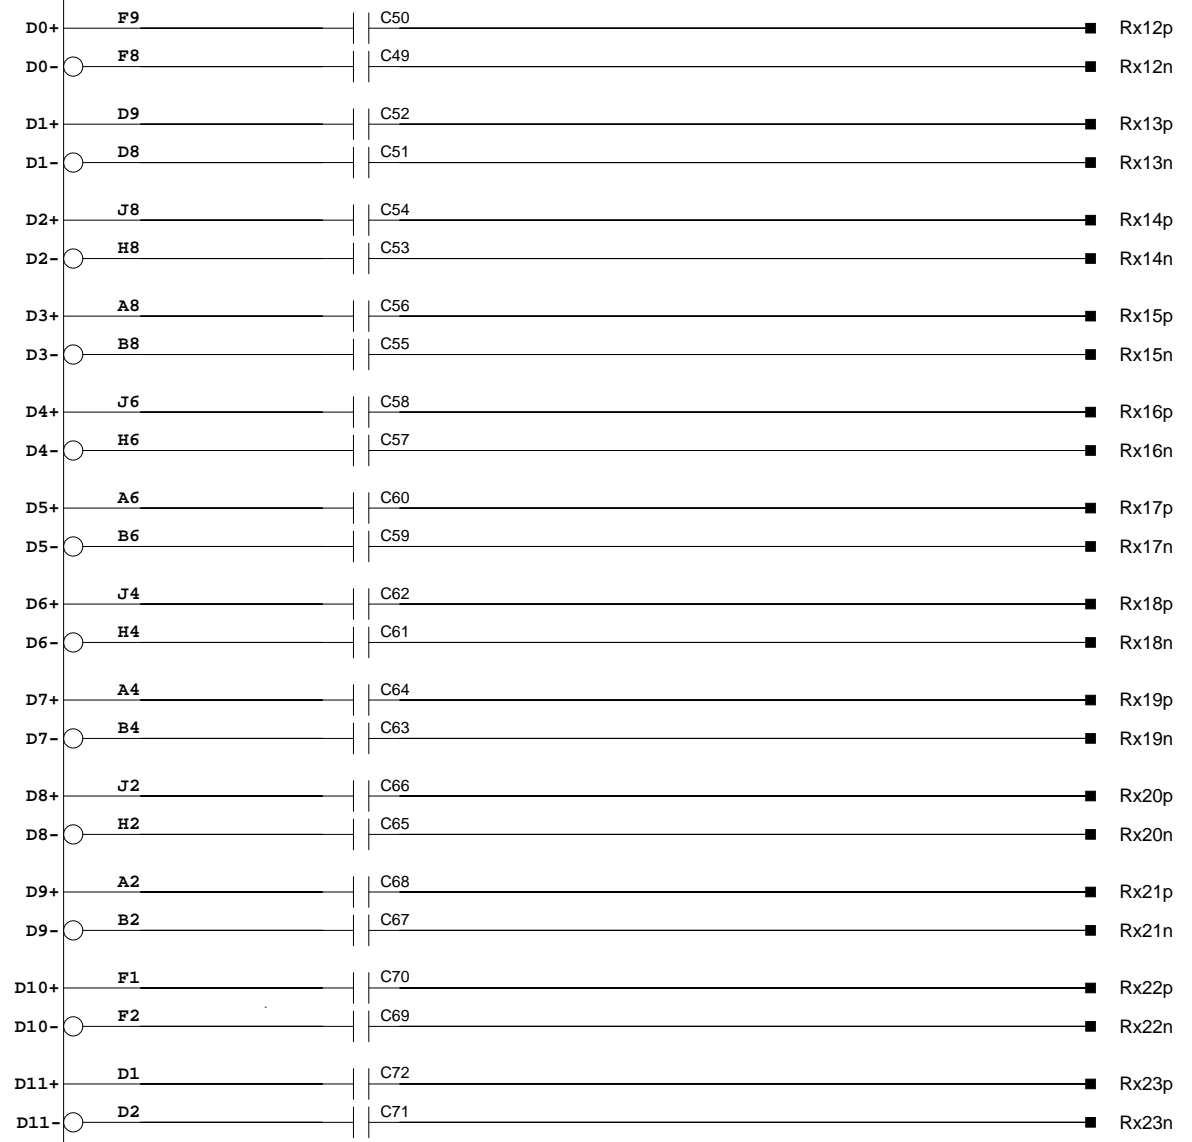 D0+ F9 C50 Rx12p
D0- F8 C49 Rx12n
D1+ D9 C52 Rx13p
D1- D8 C51 Rx13n
D2+ J8 C54 Rx14p
D2- H8 C53 Rx14n
D3+ A8 C56 Rx15p
D3- B8 C55 Rx15n
D4+ J6 C58 Rx16p
D4- H6 C57 Rx16n
D5+ A6 C60 Rx17p
D5- B6 C59 Rx17n
D6+ J4 C62 Rx18p
D6- H4 C61 Rx18n
D7+ A4 C64 Rx19p
D7- B4 C63 Rx19n
D8+ J2 C66 Rx20p
D8- H2 C65 Rx20n
D9+ A2 C68 Rx21p
D9- B2 C67 Rx21n
D10+ F1 C70 Rx22p
D10- F2 C69 Rx22n
D11+ D1 C72 Rx23p
D11- D2 C71 Rx23n